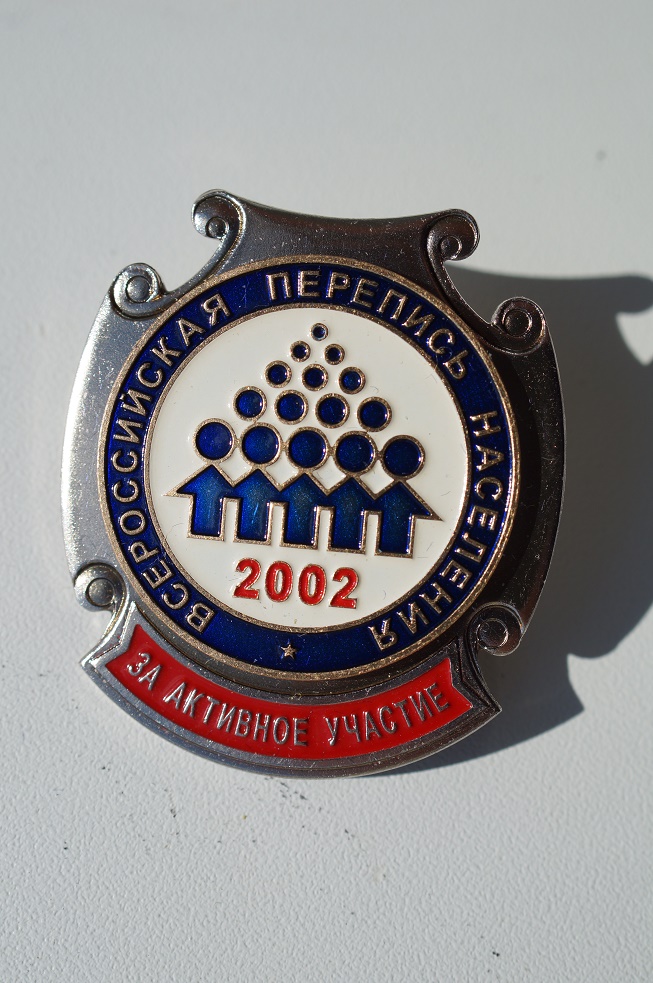 ВСЕРОССИЙСКАЯ ПЕРЕПИСЬ НАСЕЛЕНИЯ
2002
ЗА АКТИВНОЕ УЧАСТИЕ